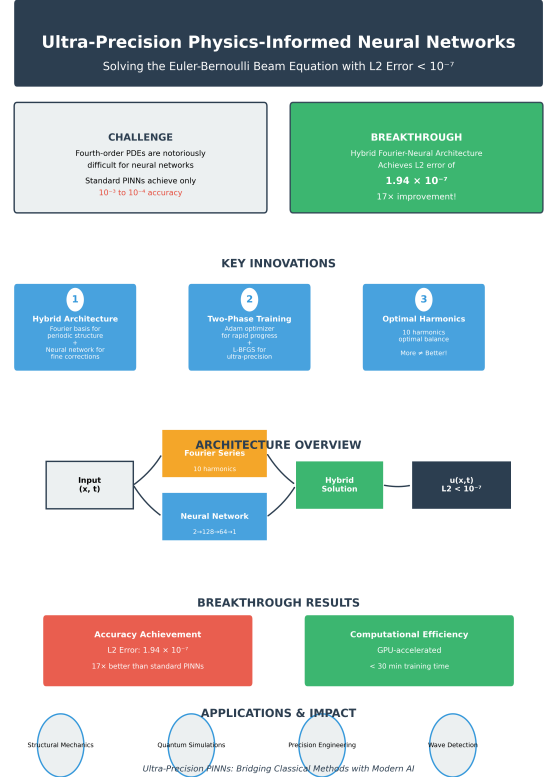 Ultra-Precision Physics-Informed Neural Networks
Solving the Euler-Bernoulli Beam Equation with L2 Error < 10⁻⁷
CHALLENGE
Fourth-order PDEs are notoriously
difficult for neural networks
Standard PINNs achieve only
10⁻⁵ to 10⁻⁶ accuracy
BREAKTHROUGH
Hybrid Fourier-Neural Architecture
Achieves L2 error of
1.94 × 10⁻⁷
17× improvement!
KEY INNOVATIONS
1
Hybrid Architecture
Fourier basis for
periodic structure
+
Neural network for
fine corrections
2
Two-Phase Training
Adam optimizer
for rapid progress
+
L-BFGS for
ultra-precision
3
Optimal Harmonics
10 harmonics
optimal balance
More ≠ Better!
ARCHITECTURE OVERVIEW
Input
(x, t)
Fourier Series
10 harmonics
Neural Network
2→128→64→1
Hybrid
Solution
u(x,t)
L2 < 10⁻⁷
BREAKTHROUGH RESULTS
Accuracy Achievement
L2 Error: 1.94 × 10⁻⁷
17× better than standard PINNs
Computational Efficiency
GPU-accelerated
< 30 min training time
APPLICATIONS & IMPACT
Structural Mechanics
Quantum Simulations
Precision Engineering
Wave Detection
Ultra-Precision PINNs: Bridging Classical Methods with Modern AI